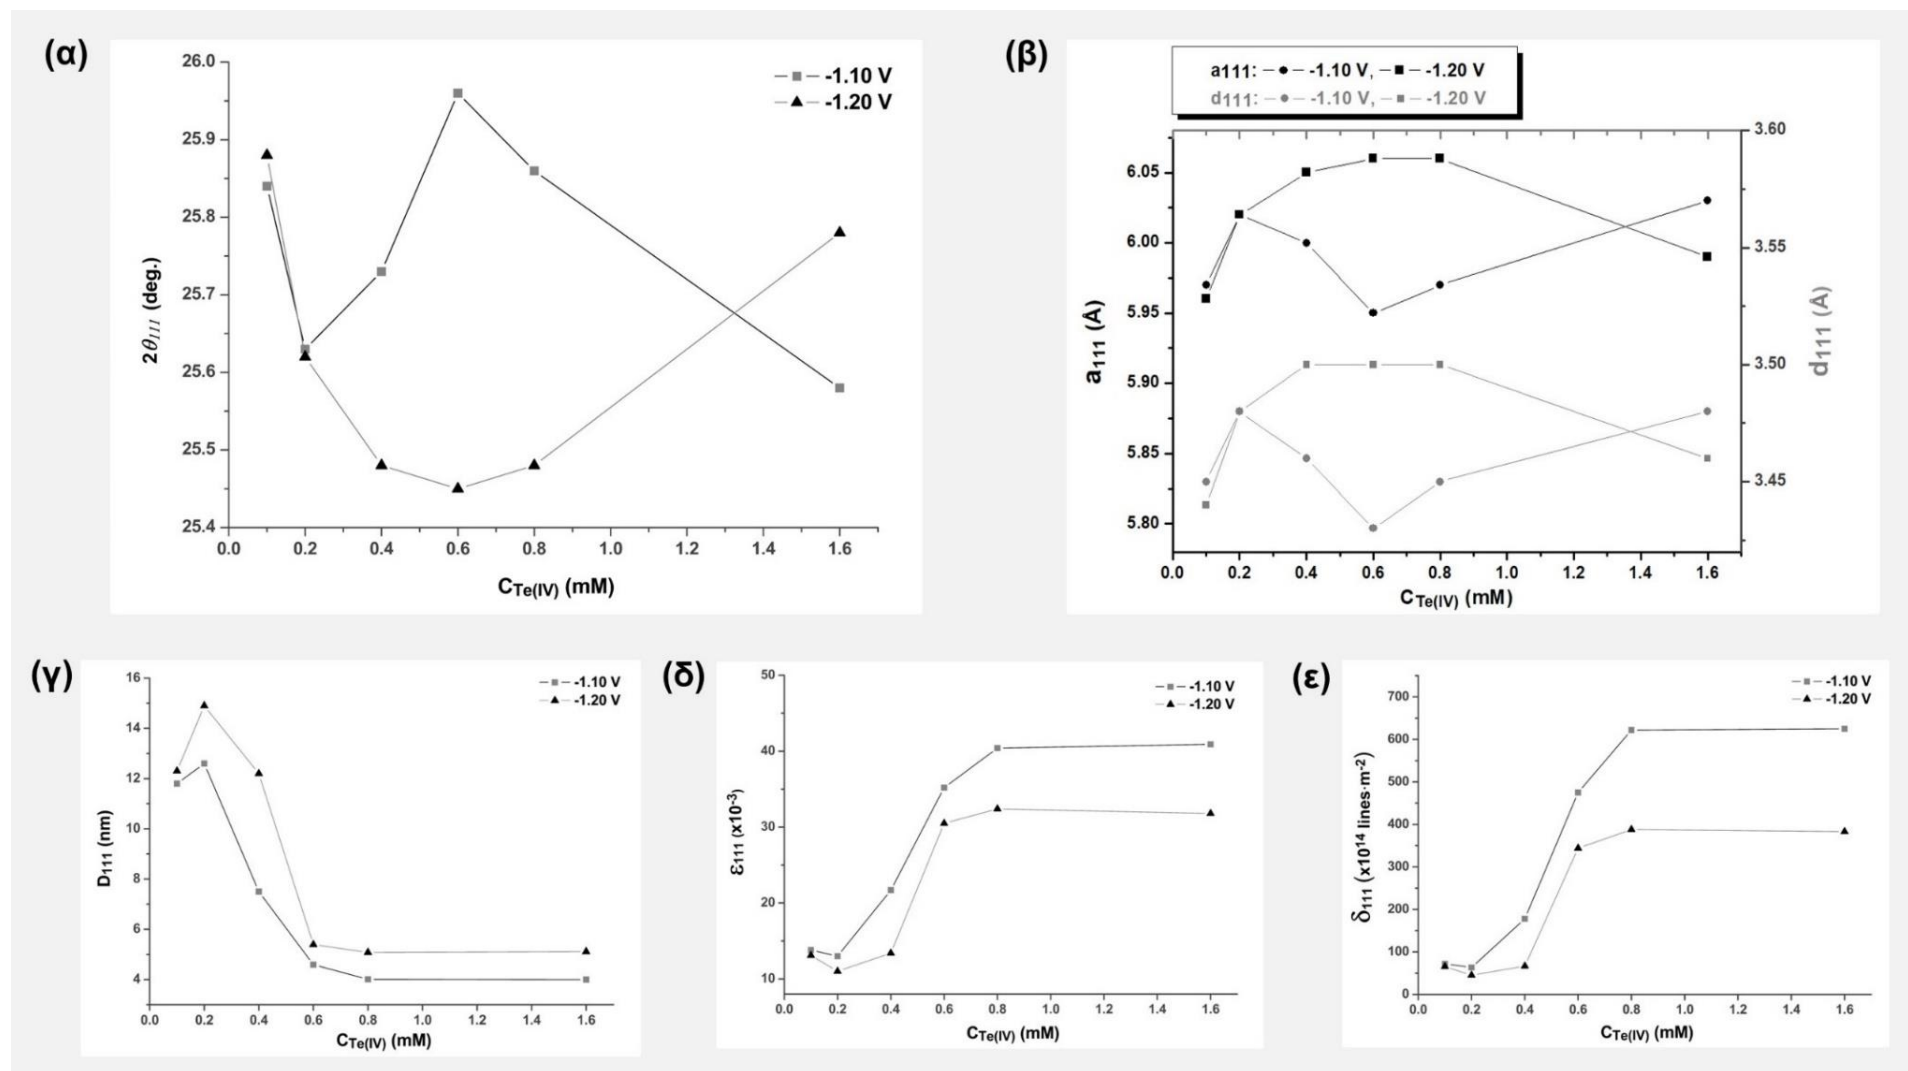 (α)
26.0
25.9
25.8
25.7
25.6
25.5
25.4
2θ111 (deg.)
-1.10 V
-1.20 V
0.0 0.2 0.4 0.6 0.8 1.0 1.2 1.4 1.6
CTe(IV) (mM)
(β)
a111: -1.10 V, -1.20 V
d111: -1.10 V, -1.20 V
6.05
6.00
5.95
5.90
5.85
5.80
a111 (Å)
3.60
3.55
3.50
3.45
d111 (Å)
0.0 0.2 0.4 0.6 0.8 1.0 1.2 1.4 1.6
CTe(IV) (mM)
(γ)
16
14
12
10
8
6
4
D111 (nm)
-1.10 V
-1.20 V
0.0 0.2 0.4 0.6 0.8 1.0 1.2 1.4 1.6
CTe(IV) (mM)
(δ)
50
40
30
20
10
ε111 (x10-3)
-1.10 V
-1.20 V
0.0 0.2 0.4 0.6 0.8 1.0 1.2 1.4 1.6
CTe(IV) (mM)
(ε)
700
600
500
400
300
200
100
0
δ111 (x1014 lines·m-2)
-1.10 V
-1.20 V
0.0 0.2 0.4 0.6 0.8 1.0 1.2 1.4 1.6
CTe(IV) (mM)